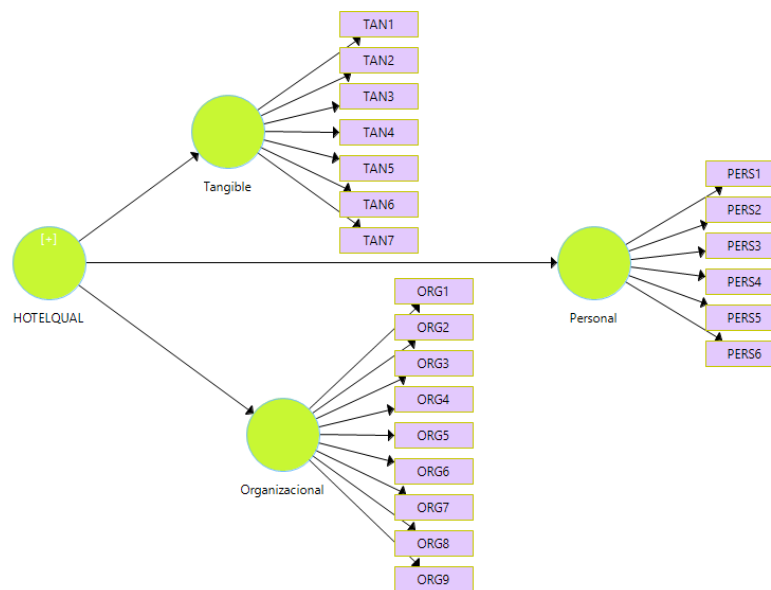 TAN1
TAN2
TAN3
TAN4
TAN5
TAN6
TAN7
Tangible
[+]
HOTELQUAL
PERS1
PERS2
PERS3
PERS4
PERS5
PERS6
Personal
ORG1
ORG2
ORG3
ORG4
ORG5
ORG6
ORG7
ORG8
ORG9
Organizacional